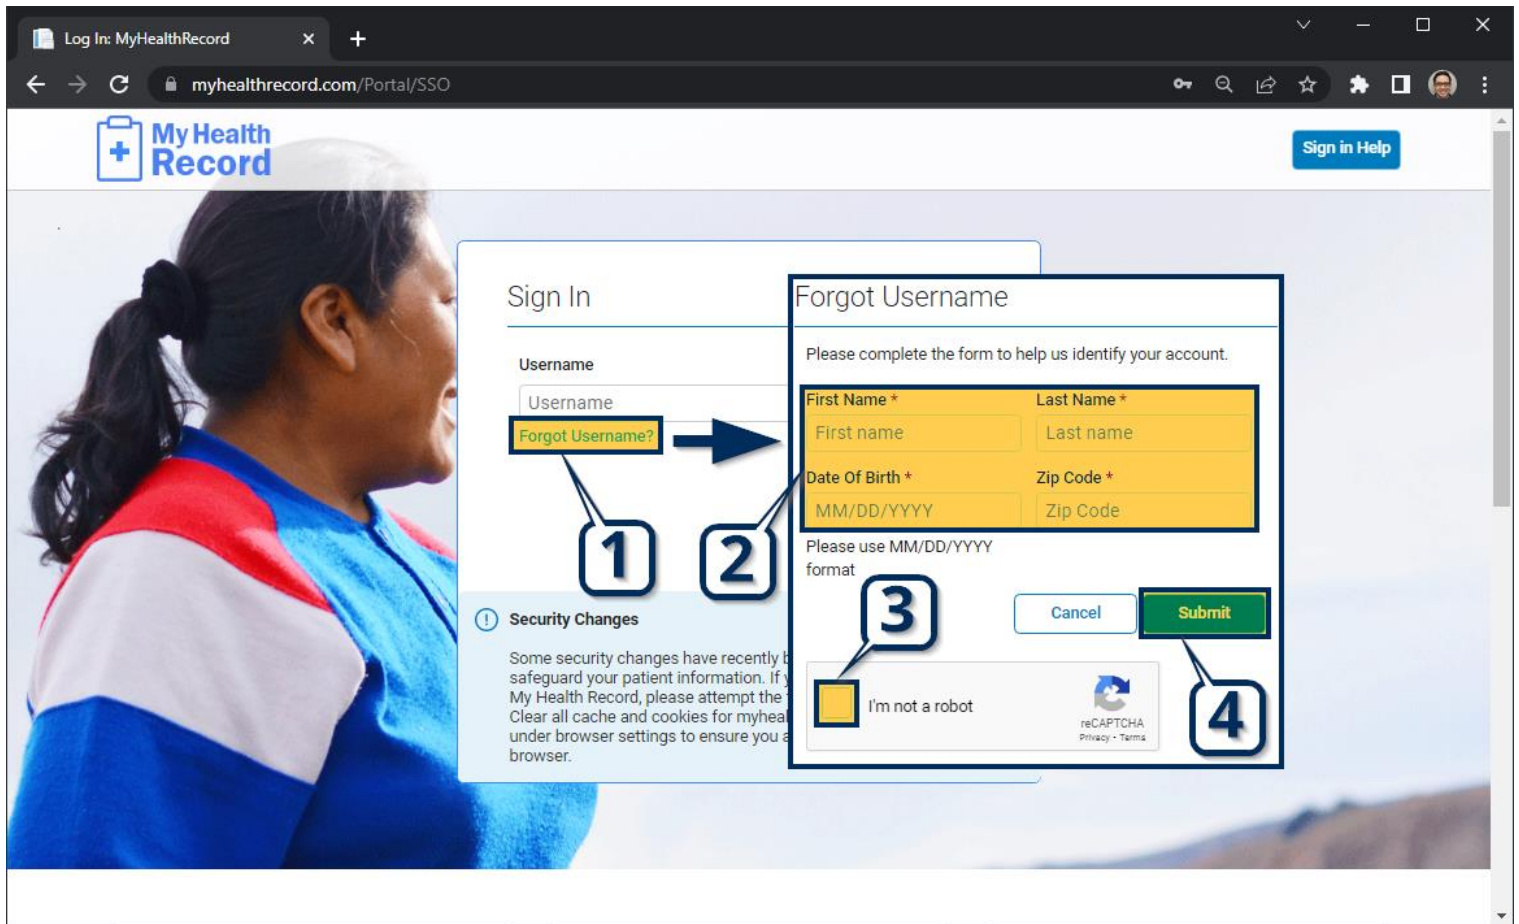 Log In: MyHealthRecord
myhealthrecord.com/Portal/SSO
My Health
Record
Sign in Help
Sign In
Username
Username
Forgot Username?
1
Security Changes
Some security changes have recently
safeguard your patient information. If
My Health Record, please attempt the
Clear all cache and cookies for
under browser settings to ensure you
browser.
Forgot Username
Please complete the form to help us identify your account.
First Name * Last Name *
First name Last name
Date Of Birth * Zip Code *
MM/DD/YYYY Zip Code
2
Please use MM/DD/YYYY
format
3
Cancel Submit
I'm not a robot
reCAPTCHA
Privacy - Terms
4